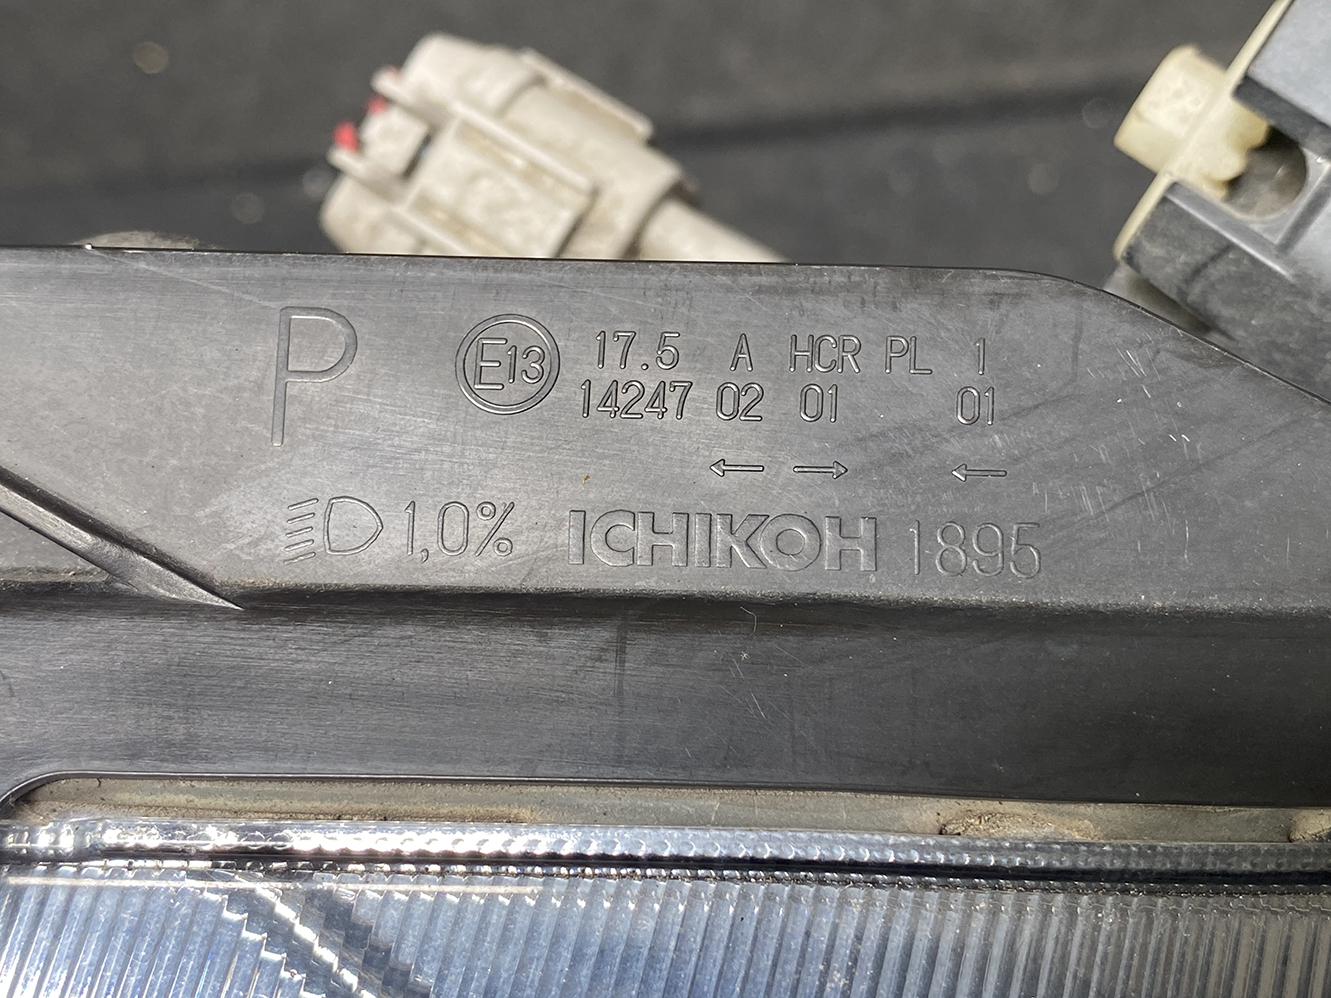 P
E13 17.5 A HCR PL 1
14247 02 01 01
← → ←
1,0% ICHIKOH 1895